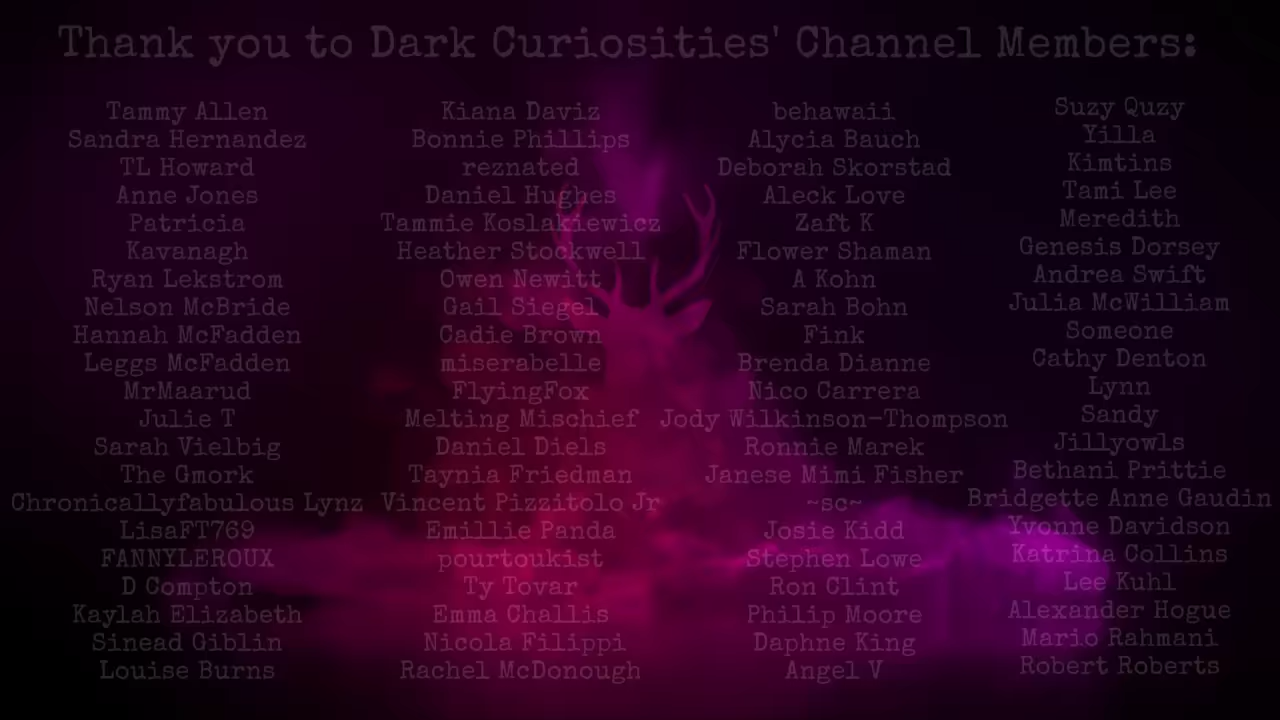 Thank you to Dark Curiosities' Channel Members:
Tammy Allen
Sandra Hernandez
TL Howard
Anne Jones
Patricia
Kavanagh
Ryan Lekstrom
Nelson McBride
Hannah McFadden
Leggs McFadden
MrMaarud
Julie T
Sarah Vielbig
The Gmork
Chronicallyfabulous Lynz
LisaFT769
FANNYLEROUX
D Compton
Kaylah Elizabeth
Sinead Giblin
Louise Burns
Kiana Daviz
Bonnie Phillips
reznated
Daniel Hughes
Tammie Koslakiewicz
Heather Stockwell
Owen Newitt
Gail Siegel
Cadie Brown
miserabelle
FlyingFox
Melting Mischief
Daniel Diels
Taynia Friedman
Vincent Pizzitolo Jr
Emillie Panda
pourtoukist
Ty Tovar
Emma Challis
Nicola Filippi
Rachel McDonough
behawaii
Alycia Bauch
Deborah Skorstad
Aleck Love
Zaft K
Flower Shaman
A Kohn
Sarah Bohn
Fink
Brenda Dianne
Nico Carrera
Jody Wilkinson-Thompson
Ronnie Marek
Janese Mimi Fisher
~sc~
Josie Kidd
Stephen Lowe
Ron Clint
Philip Moore
Daphne King
Angel V
Suzy Quzy
Yilla
Kimtins
Tami Lee
Meredith
Genesis Dorsey
Andrea Swift
Julia McWilliam
Someone
Cathy Denton
Lynn
Sandy
Jillyowls
Bethani Prittie
Bridgette Anne Gaudin
Yvonne Davidson
Katrina Collins
Lee Kuhl
Alexander Hogue
Mario Rahmani
Robert Roberts